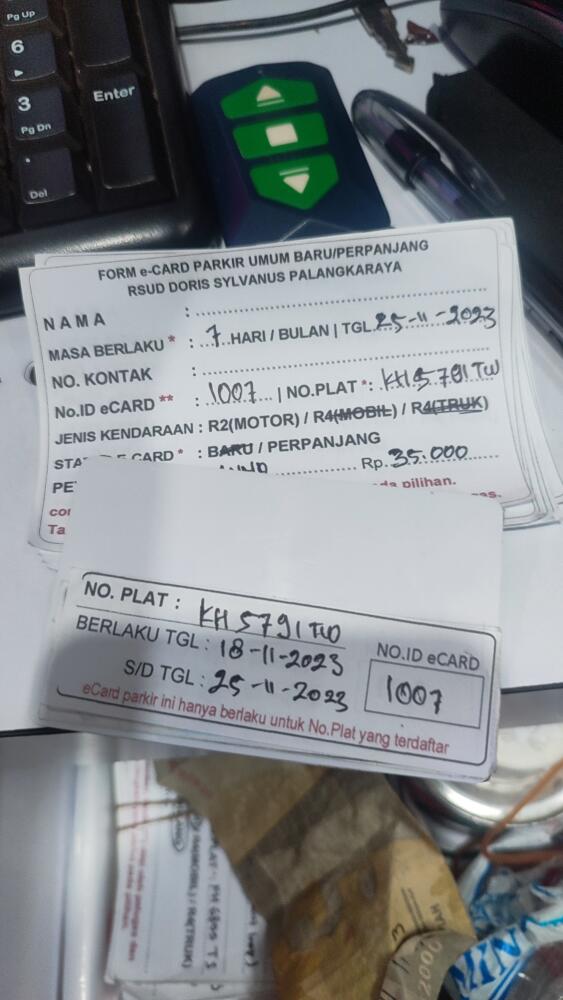 Pg Up
6
3
Pg Dn
Enter
.
Del
FORM e-CARD PARKIR UMUM BARU/PERPANJANG
RSUD DORIS SYLVANUS PALANGKARAYA
NAMA :
MASA BERLAKU * : 7 HARI / BULAN | TGL 25-11-2023
NO. KONTAK :
No.ID eCARD ** : 1007 | NO.PLAT *: KH 5791 TW
JENIS KENDARAAN : R2(MOTOR) / R4(MOBIL) / R4(TRUK)
CARD * : BARU / PERPANJANG
Rp. 35.000
pilihan.
Ta
NO. PLAT : KH 5791 TW
BERLAKU TGL : 18-11-2023
S/D TGL : 25-11-2023
NO.ID eCARD
1007
eCard parkir ini hanya berlaku untuk No.Plat yang terdaftar